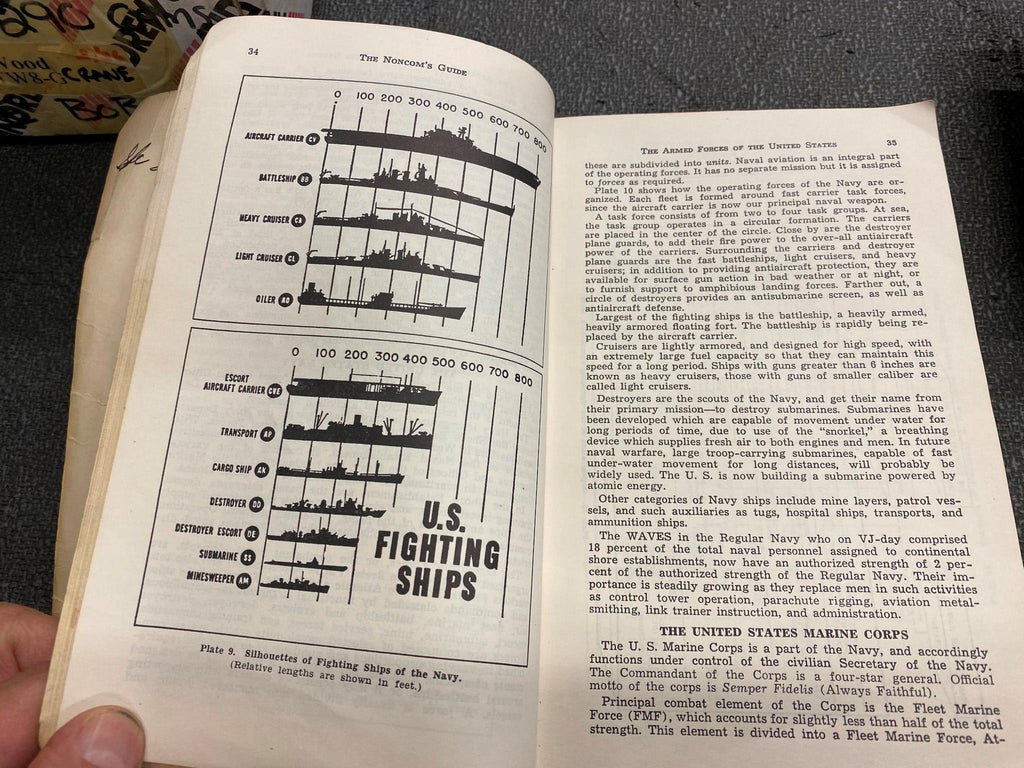 290
Wood
W8-G
CRANE
BOB
34
THE NONCOM'S GUIDE
0 100 200 300 400 500 600 700 800
AIRCRAFT CARRIER CV
BATTLESHIP BB
HEAVY CRUISER CA
LIGHT CRUISER CL
OILER AO
0 100 200 300 400 500 600 700 800
ESCORT
AIRCRAFT CARRIER CVE
TRANSPORT AP
CARGO SHIP AK
DESTROYER DD
DESTROYER ESCORT DE
SUBMARINE SS
MINESWEEPER AM
U.S.
FIGHTING
SHIPS
Plate 9. Silhouettes of Fighting Ships of the Navy.
(Relative lengths are shown in feet.)
THE ARMED FORCES OF THE UNITED STATES 35
these are subdivided into units. Naval aviation is an integral part
of the operating forces. It has no separate mission but it is assigned
to forces as required.
Plate 10 shows how the operating forces of the Navy are or-
ganized. Each fleet is formed around fast carrier task forces,
since the aircraft carrier is now our principal naval weapon.
A task force consists of from two to four task groups. At sea,
the task group operates in a circular formation. The carriers
are placed in the center of the circle. Close by are the destroyer
plane guards, to add their fire power to the over-all antiaircraft
power of the carriers. Surrounding the carriers and destroyer
plane guards are the fast battleships, light cruisers, and heavy
cruisers; in addition to providing antiaircraft protection, they are
available for surface gun action in bad weather or at night, or
to furnish support to amphibious landing forces. Farther out, a
circle of destroyers provides an antisubmarine screen, as well as
antiaircraft defense.
Largest of the fighting ships is the battleship, a heavily armed,
heavily armored floating fort. The battleship is rapidly being re-
placed by the aircraft carrier.
Cruisers are lightly armored, and designed for high speed, with
an extremely large fuel capacity so that they can maintain this
speed for a long period. Ships with guns greater than 6 inches are
known as heavy cruisers, those with guns of smaller caliber are
called light cruisers.
Destroyers are the scouts of the Navy, and get their name from
their primary mission—to destroy submarines. Submarines have
been developed which are capable of movement under water for
long periods of time, due to use of the "snorkel," a breathing
device which supplies fresh air to both engines and men. In future
naval warfare, large troop-carrying submarines, capable of fast
under-water movement for long distances, will probably be
widely used. The U. S. is now building a submarine powered by
atomic energy.
Other categories of Navy ships include mine layers, patrol ves-
sels, and such auxiliaries as tugs, hospital ships, transports, and
ammunition ships.
The WAVES in the Regular Navy who on VJ-day comprised
18 percent of the total naval personnel assigned to continental
shore establishments, now have an authorized strength of 2 per-
cent of the authorized strength of the Regular Navy. Their im-
portance is steadily growing as they replace men in such activities
as control tower operation, parachute rigging, aviation metal-
smithing, link trainer instruction, and administration.
THE UNITED STATES MARINE CORPS
The U. S. Marine Corps is a part of the Navy, and accordingly
functions under control of the civilian Secretary of the Navy.
The Commandant of the Corps is a four-star general. Official
motto of the corps is Semper Fidelis (Always Faithful).
Principal combat element of the Corps is the Fleet Marine
Force (FMF), which accounts for slightly less than half of the total
strength. This element is divided into a Fleet Marine Force, At-